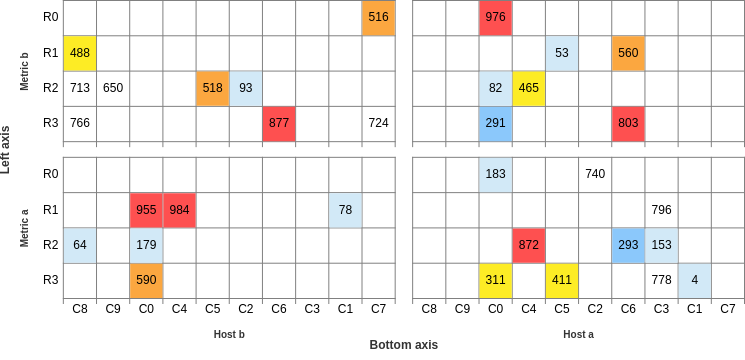 R0 516 976
R1 488 53 560
R2 713 650 518 93 82 465
R3 766 877 724 291 803
Metric b
Left axis
R0 183 740
R1 955 984 78 796
R2 64 179 872 293 153
R3 590 311 411 778 4
Metric a
C8 C9 C0 C4 C5 C2 C6 C3 C1 C7 C8 C9 C0 C4 C5 C2 C6 C3 C1 C7
Host b Host a
Bottom axis